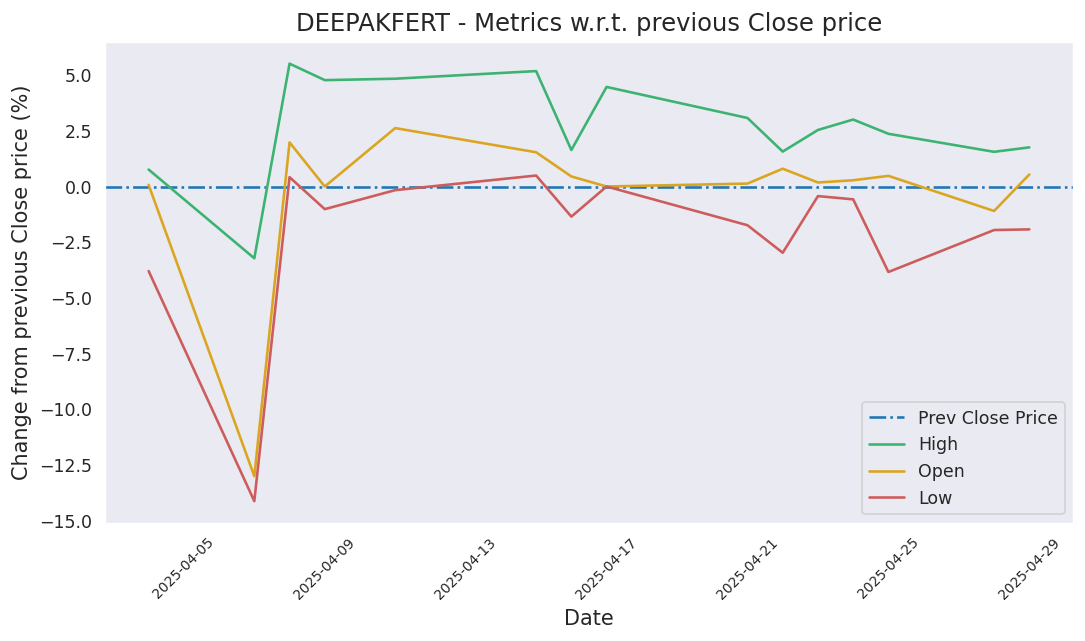 DEEPAKFERT - Metrics w.r.t. previous Close price
Change from previous Close price (%)
5.0
2.5
0.0
−2.5
−5.0
−7.5
−10.0
−12.5
−15.0
Prev Close Price
High
Open
Low
2025-04-05
2025-04-09
2025-04-13
2025-04-17
2025-04-21
2025-04-25
2025-04-29
Date